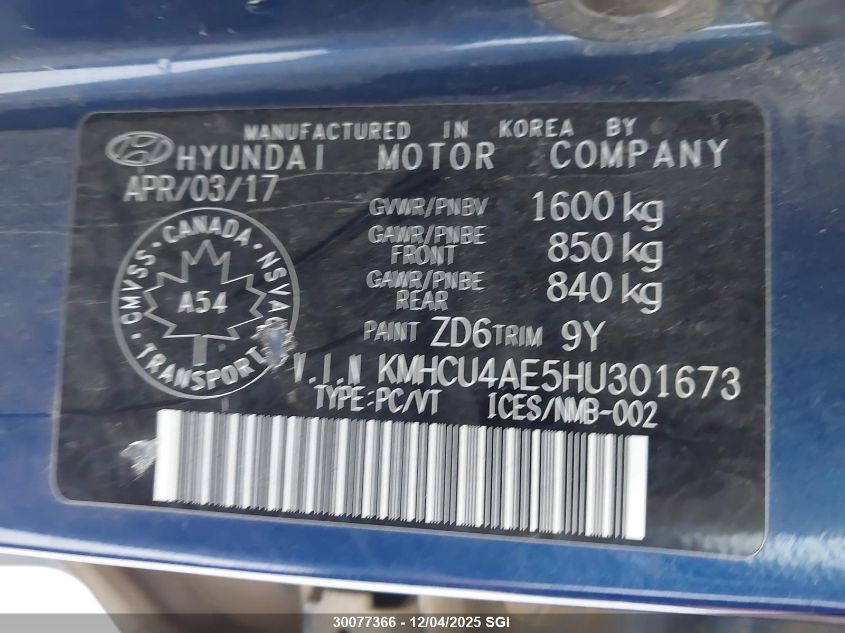 MANUFACTURED IN KOREA BY
HYUNDAI MOTOR COMPANY
APR/03/17
GVWR/PNBV 1600 kg
GAWR/PNBE FRONT 850 kg
GAWR/PNBE REAR 840 kg
CMVSS · CANADA · NSVAC
A54
TRANSPORT
PAINT ZD6 TRIM 9Y
V.I.N KMHCU4AE5HU301673
TYPE:PC/VT ICES/NMB-002
30077366 - 12/04/2025 SGI